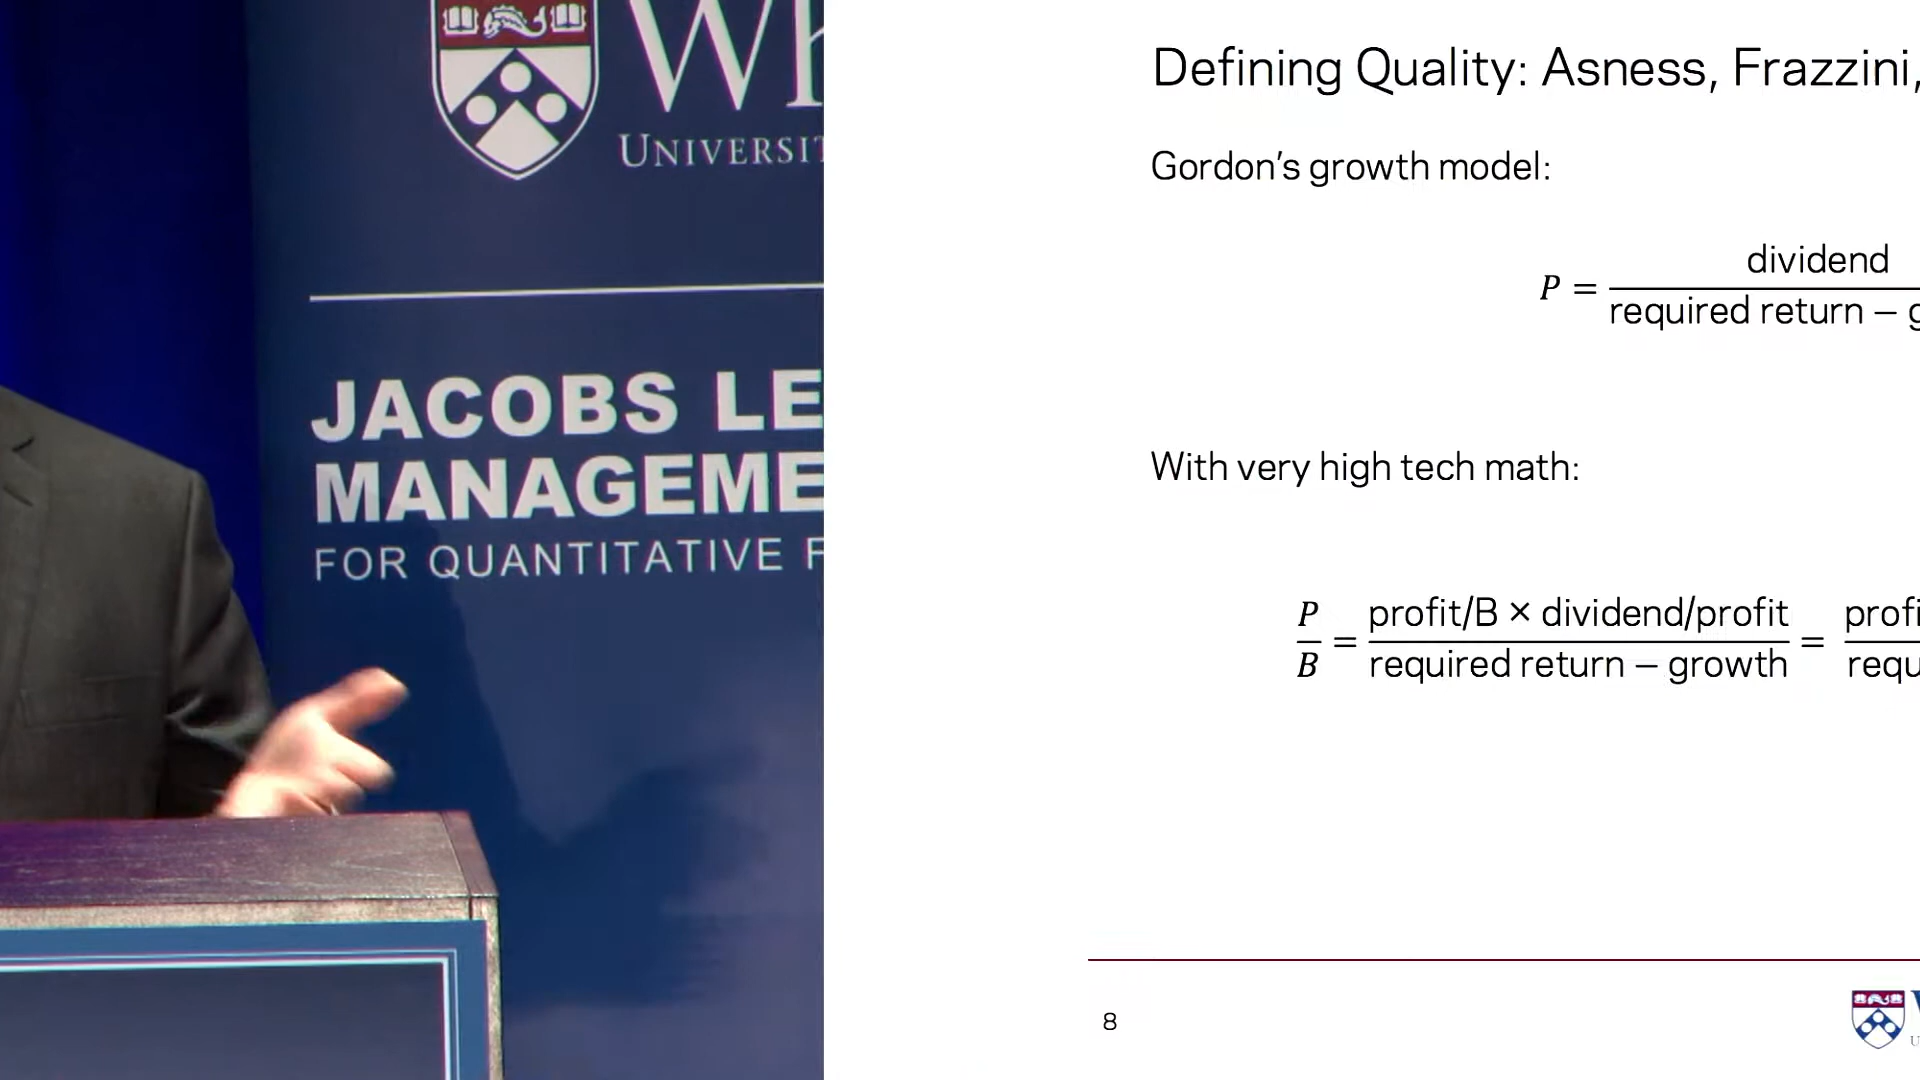 Wh
UNIVERSIT
JACOBS LE
MANAGEME
FOR QUANTITATIVE F
Defining Quality: Asness, Frazzini,
Gordon’s growth model:
P = dividend
required return – g
With very high tech math:
P/B = profit/B × dividend/profit = profi
required return – growth requ
8